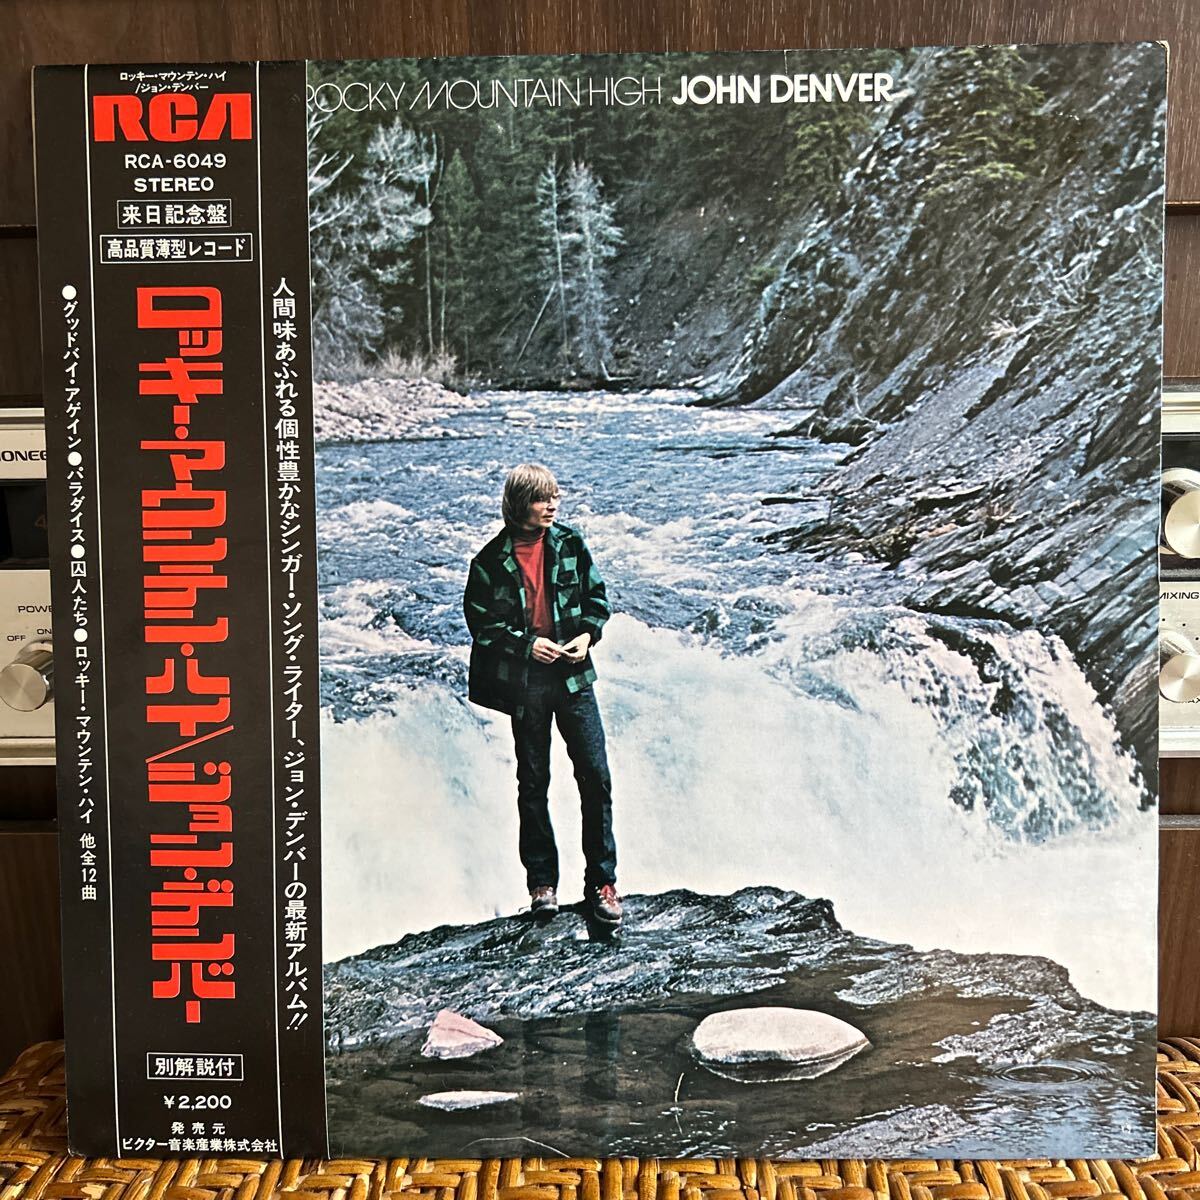 ロッキー・マウンテン・ハイ
/ジョン・デンバー
RCA
RCA-6049
STEREO
来日記念盤
高品質薄型レコード
ロッキー・マウンテン・ハイ/ジョン・デンバー
人間味あふれる個性豊かなシンガー・ソング・ライター、ジョン・デンバーの最新アルバム!!
●グッドバイ・アゲイン●パラダイス●囚人たち●ロッキー・マウンテン・ハイ 他全12曲
別解説付
¥2,200
発売元
ビクター音楽産業株式会社
ROCKY MOUNTAIN HIGH JOHN DENVER
IONEE
POWE
OFF ON
MIXING